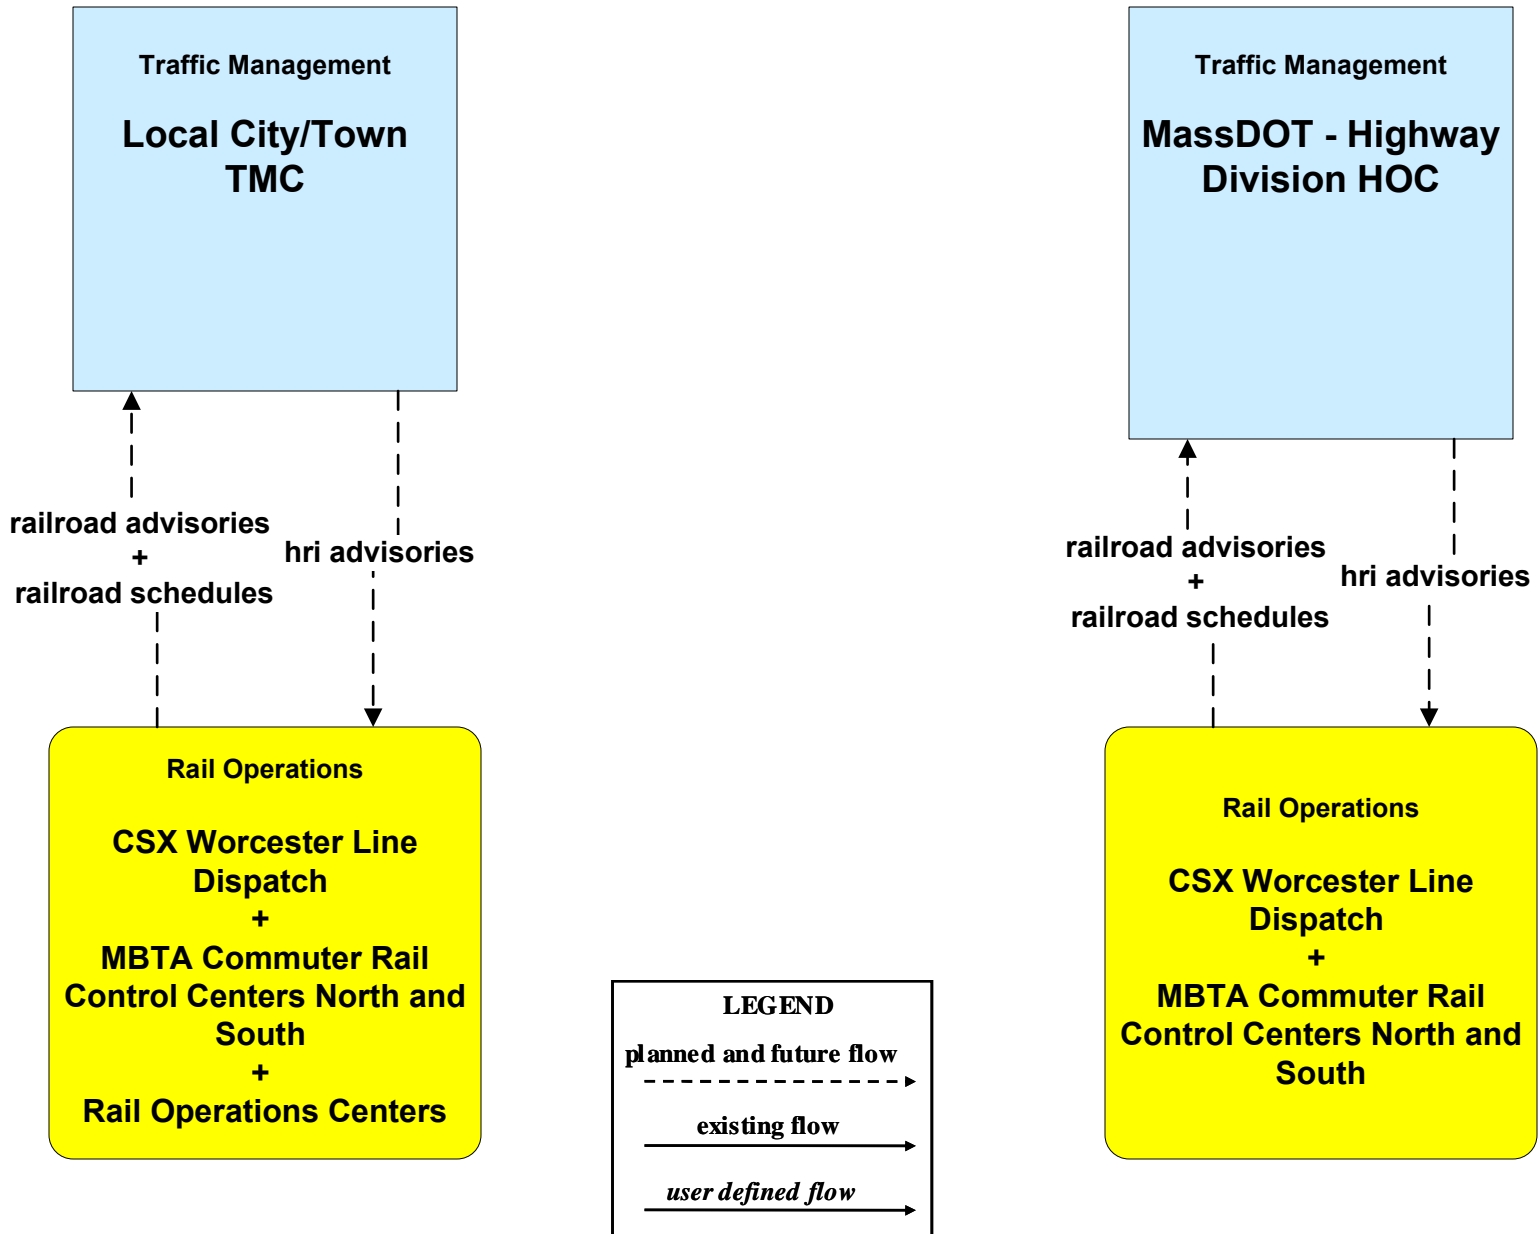 Traffic Management
Local City/Town
TMC
railroad advisories
+
railroad schedules
hri advisories
Rail Operations
CSX Worcester Line
Dispatch
+
MBTA Commuter Rail
Control Centers North and
South
+
Rail Operations Centers
Traffic Management
MassDOT - Highway
Division HOC
railroad advisories
+
railroad schedules
hri advisories
Rail Operations
CSX Worcester Line
Dispatch
+
MBTA Commuter Rail
Control Centers North and
South
LEGEND
planned and future flow
existing flow
user defined flow